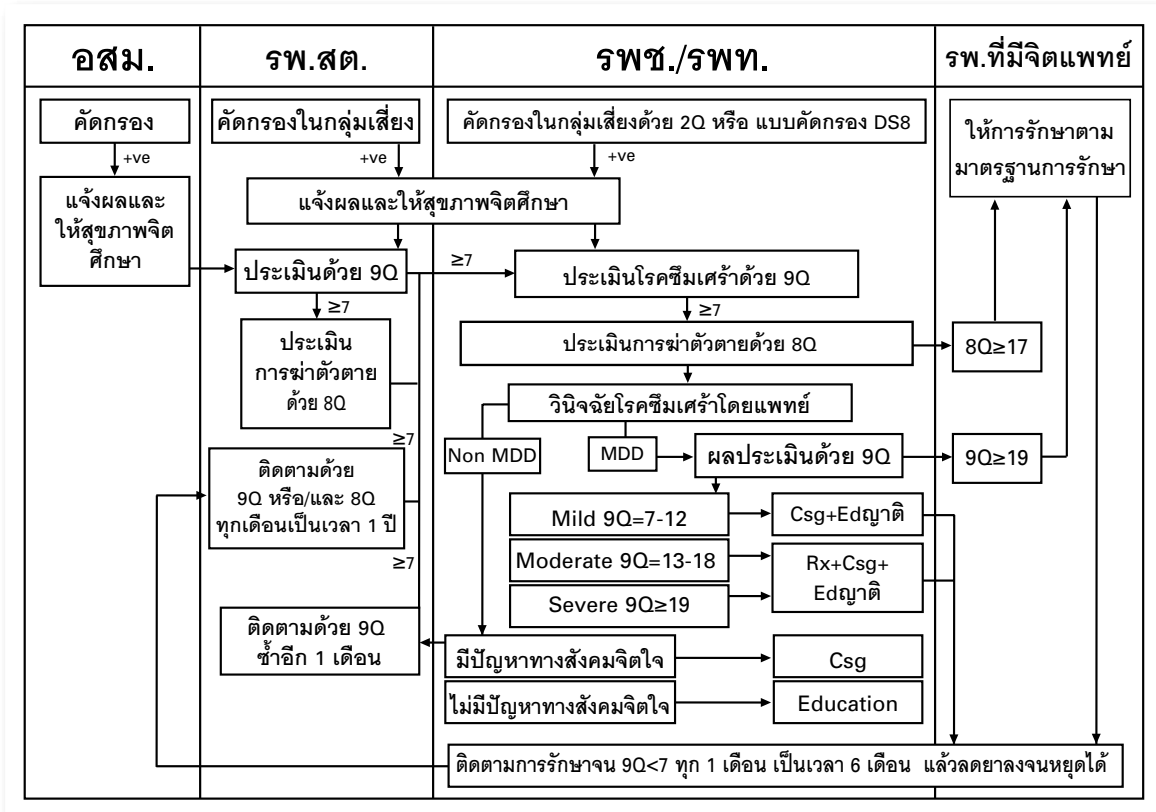 อสม.
รพ.สต.
รพช./รพท.
รพ.ที่มีจิตแพทย์
คัดกรอง
คัดกรองในกลุ่มเสี่ยง
คัดกรองในกลุ่มเสี่ยงด้วย 2Q หรือ แบบคัดกรอง DS8
ให้การรักษาตาม
มาตรฐานการรักษา
+ve
+ve
+ve
แจ้งผลและ
ให้สุขภาพจิต
ศึกษา
แจ้งผลและให้สุขภาพจิตศึกษา
ประเมินด้วย 9Q
≥7
ประเมินโรคซึมเศร้าด้วย 9Q
≥7
≥7
ประเมิน
การฆ่าตัวตาย
ด้วย 8Q
ประเมินการฆ่าตัวตายด้วย 8Q
8Q≥17
วินิจฉัยโรคซึมเศร้าโดยแพทย์
≥7
Non MDD
MDD
ผลประเมินด้วย 9Q
9Q≥19
ติดตามด้วย
9Q หรือ/และ 8Q
ทุกเดือนเป็นเวลา 1 ปี
≥7
Mild 9Q=7-12
Csg+Edญาติ
Moderate 9Q=13-18
Rx+Csg+
Edญาติ
Severe 9Q≥19
ติดตามด้วย 9Q
ซ้ำอีก 1 เดือน
มีปัญหาทางสังคมจิตใจ
Csg
ไม่มีปัญหาทางสังคมจิตใจ
Education
ติดตามการรักษาจน 9Q<7 ทุก 1 เดือน เป็นเวลา 6 เดือน แล้วลดยาลงจนหยุดได้